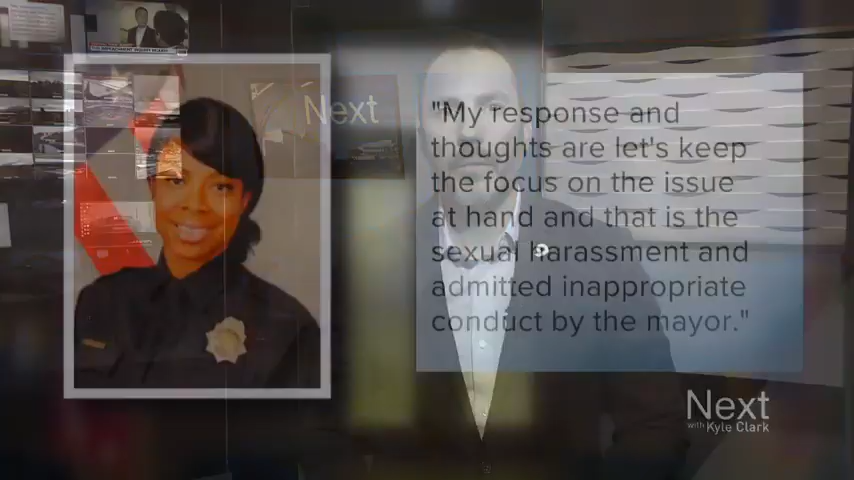 Next
"My response and
thoughts are let's keep
the focus on the issue
at hand and that is the
sexual harassment and
admitted inappropriate
conduct by the mayor."
Next
with Kyle Clark